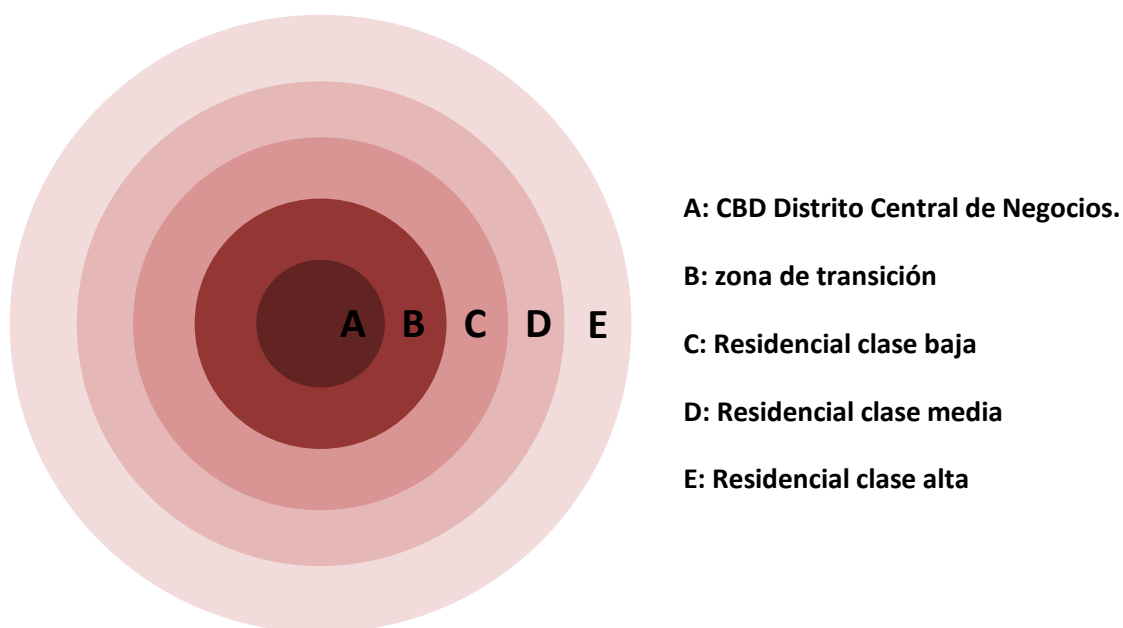 A B C D E
A: CBD Distrito Central de Negocios.
B: zona de transición
C: Residencial clase baja
D: Residencial clase media
E: Residencial clase alta